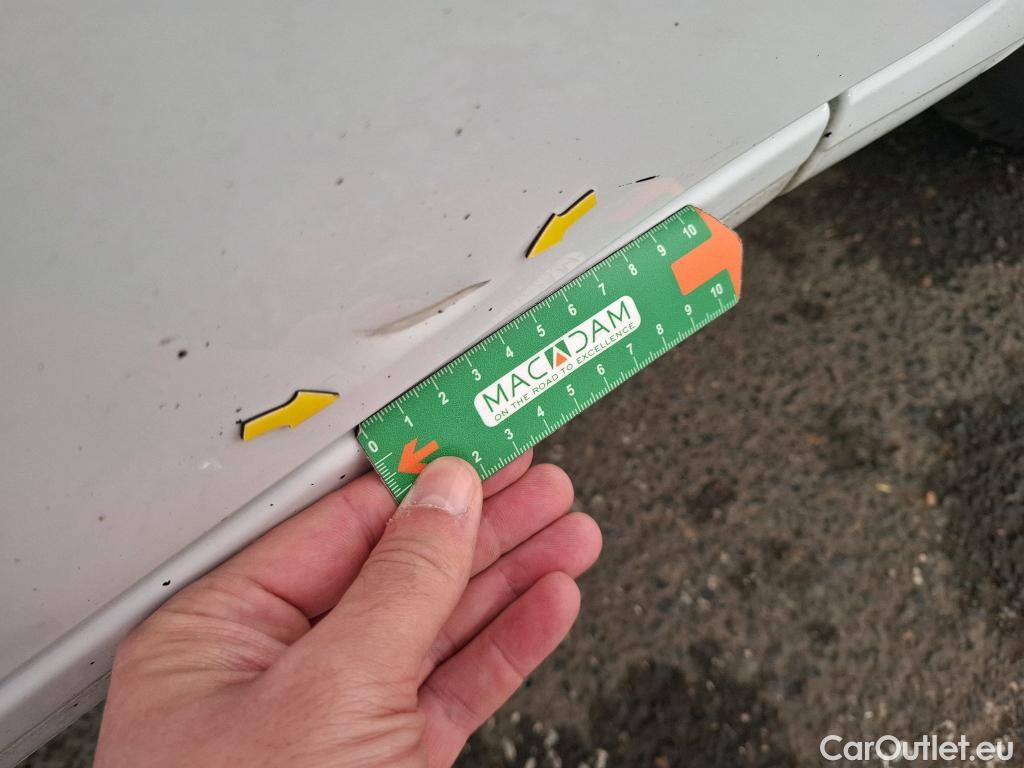 0 1 2 3 4 5 6 7 8 9 10
MACADAM
ON THE ROAD TO EXCELLENCE
2 3 4 5 6 7 8 9 10
CarOutlet.eu